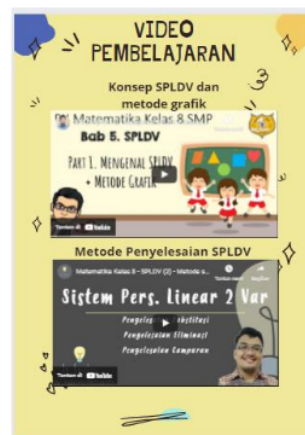 VIDEO
PEMBELAJARAN
Konsep SPLDV dan
metode grafik
Matematika Kelas 8 SMP
Bab 5. SPLDV
PART 1. MENGENAL SPLDV
+ METODE GRAFIK
Tonton di YouTube
Metode Penyelesaian SPLDV
Matematika Kelas 8 - SPLDV (2) - Metode s...
Sistem Pers. Linear 2 Var
Penyelesaian Eliminasi
Penyelesaian Campuran
Tonton di YouTube